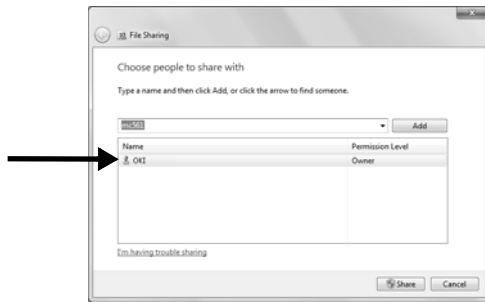 File Sharing
Choose people to share with
Type a name and then click Add, or click the arrow to find someone.
mc561
Add
Name Permission Level
OKI Owner
I'm having trouble sharing
Share Cancel